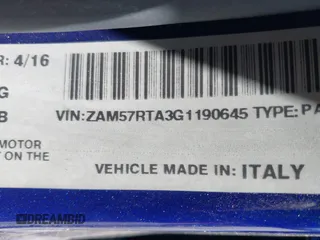 R: 4/16
G
B
VIN:ZAM57RTA3G1190645 TYPE: PA
MOTOR
T ON THE
VEHICLE MADE IN: ITALY
DREAMBID